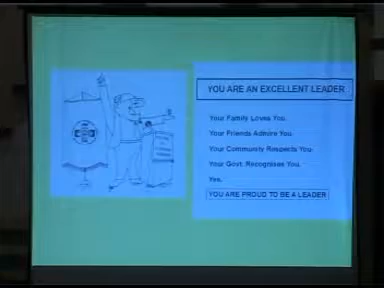 YOU ARE AN EXCELLENT LEADER
Your Family Loves You.
Your Friends Admire You.
Your Community Respects You.
Your Govt. Recognises You.
Yes,
YOU ARE PROUD TO BE A LEADER